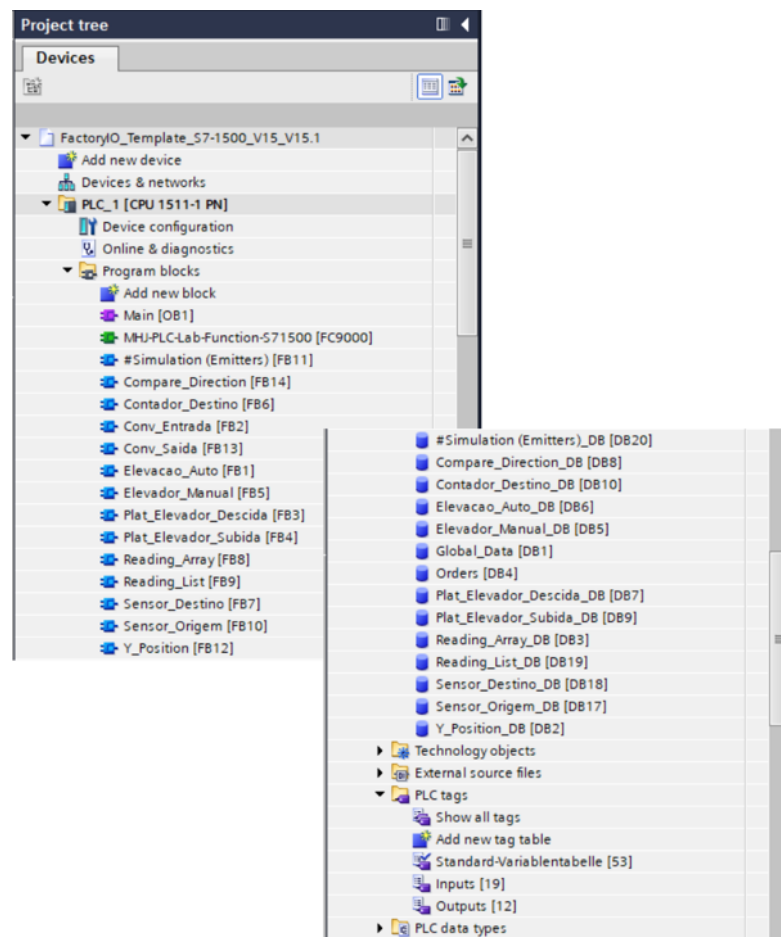 Project tree
Devices
FactoryIO_Template_S7-1500_V15_V15.1
Add new device
Devices & networks
PLC_1 [CPU 1511-1 PN]
Device configuration
Online & diagnostics
Program blocks
Add new block
Main [OB1]
MHJ-PLC-Lab-Function-S71500 [FC9000]
#Simulation (Emitters) [FB11]
Compare_Direction [FB14]
Contador_Destino [FB6]
Conv_Entrada [FB2]
Conv_Saida [FB13]
Elevacao_Auto [FB1]
Elevador_Manual [FB5]
Plat_Elevador_Descida [FB3]
Plat_Elevador_Subida [FB4]
Reading_Array [FB8]
Reading_List [FB9]
Sensor_Destino [FB7]
Sensor_Origem [FB10]
Y_Position [FB12]
#Simulation (Emitters)_DB [DB20]
Compare_Direction_DB [DB8]
Contador_Destino_DB [DB10]
Elevacao_Auto_DB [DB6]
Elevador_Manual_DB [DB5]
Global_Data [DB1]
Orders [DB4]
Plat_Elevador_Descida_DB [DB7]
Plat_Elevador_Subida_DB [DB9]
Reading_Array_DB [DB3]
Reading_List_DB [DB19]
Sensor_Destino_DB [DB18]
Sensor_Origem_DB [DB17]
Y_Position_DB [DB2]
Technology objects
External source files
PLC tags
Show all tags
Add new tag table
Standard-Variablentabelle [53]
Inputs [19]
Outputs [12]
PLC data types